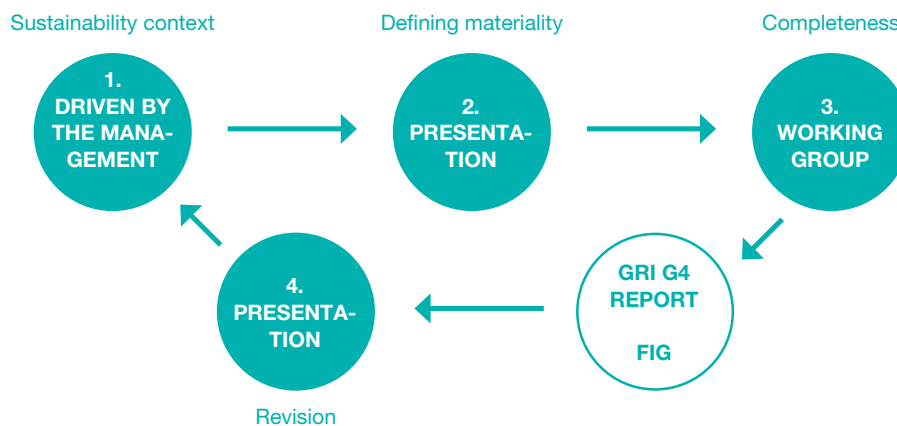 Sustainability context
Defining materiality
Completeness
1.
DRIVEN BY
THE MANA-
GEMENT
2.
PRESENTA-
TION
3.
WORKING
GROUP
GRI G4
REPORT
FIG
4.
PRESENTA-
TION
Revision